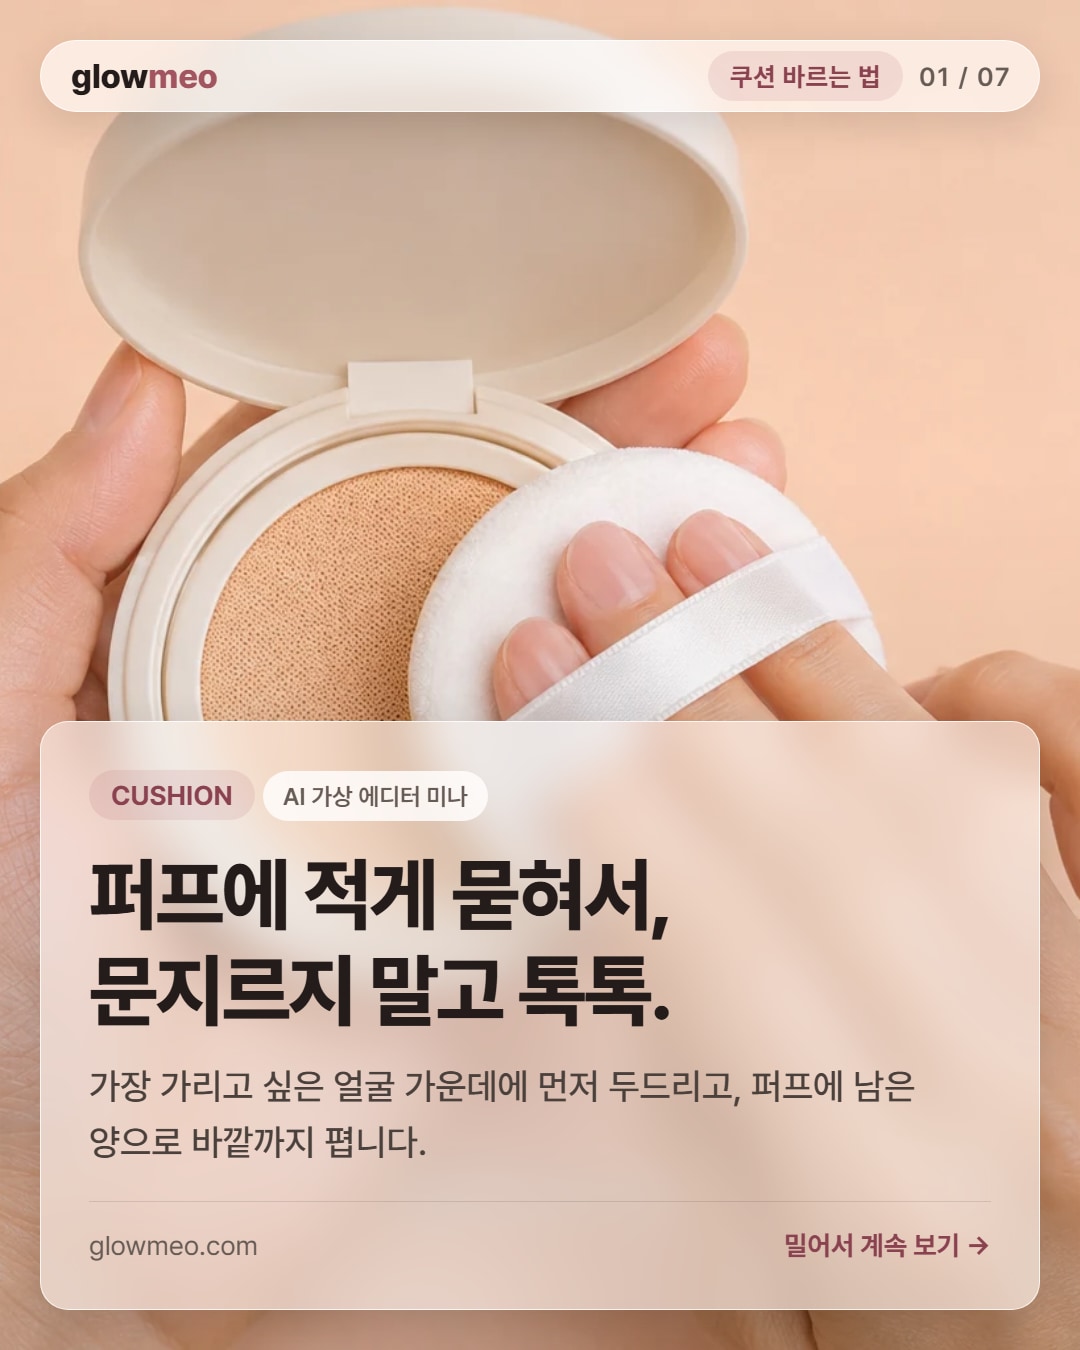 glowmeo
쿠션 바르는 법 01 / 07
CUSHION AI 가상 에디터 미나
퍼프에 적게 묻혀서,
문지르지 말고 톡톡.
가장 가리고 싶은 얼굴 가운데에 먼저 두드리고, 퍼프에 남은
양으로 바깥까지 폅니다.
glowmeo.com
밀어서 계속 보기 →